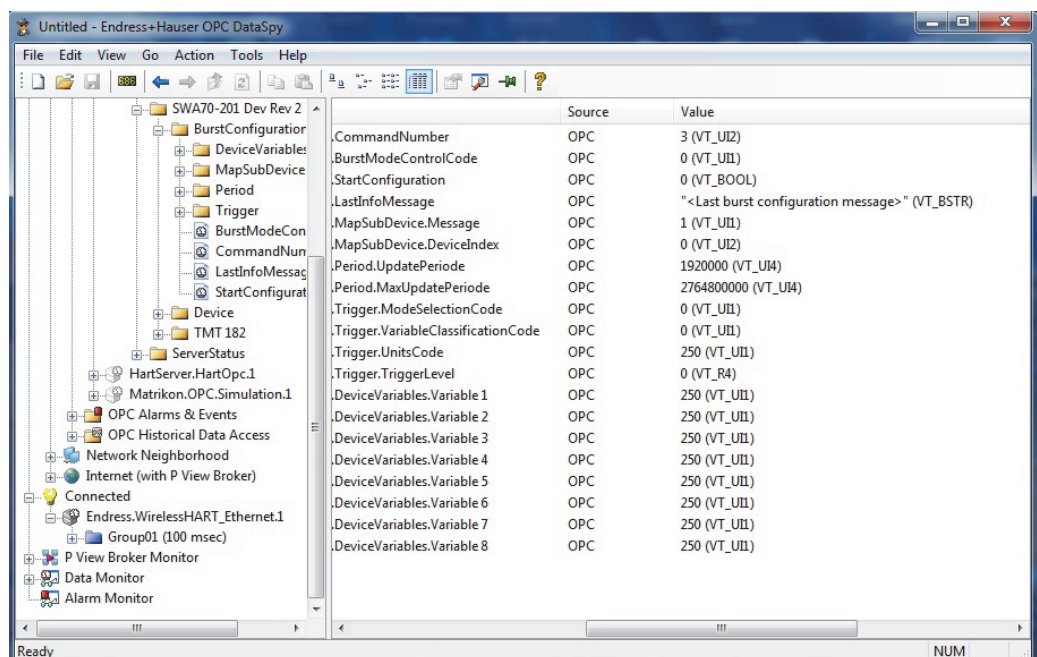 Untitled - Endress+Hauser OPC DataSpy
File Edit View Go Action Tools Help
SWA70-201 Dev Rev 2
BurstConfiguration
DeviceVariables
MapSubDevice
Period
Trigger
BurstModeCon
CommandNum
LastInfoMessag
StartConfigurat
Device
TMT 182
ServerStatus
HartServer.HartOpc.1
Matrikon.OPC.Simulation.1
OPC Alarms & Events
OPC Historical Data Access
Network Neighborhood
Internet (with P View Broker)
Connected
Endress.WirelessHART_Ethernet.1
Group01 (100 msec)
P View Broker Monitor
Data Monitor
Alarm Monitor
Source Value
.CommandNumber OPC 3 (VT_UI2)
.BurstModeControlCode OPC 0 (VT_UI1)
.StartConfiguration OPC 0 (VT_BOOL)
.LastInfoMessage OPC "<Last burst configuration message>" (VT_BSTR)
.MapSubDevice.Message OPC 1 (VT_UI1)
.MapSubDevice.DeviceIndex OPC 0 (VT_UI2)
.Period.UpdatePeriode OPC 1920000 (VT_UI4)
.Period.MaxUpdatePeriode OPC 2764800000 (VT_UI4)
.Trigger.ModeSelectionCode OPC 0 (VT_UI1)
.Trigger.VariableClassificationCode OPC 0 (VT_UI1)
.Trigger.UnitsCode OPC 250 (VT_UI1)
.Trigger.TriggerLevel OPC 0 (VT_R4)
.DeviceVariables.Variable 1 OPC 250 (VT_UI1)
.DeviceVariables.Variable 2 OPC 250 (VT_UI1)
.DeviceVariables.Variable 3 OPC 250 (VT_UI1)
.DeviceVariables.Variable 4 OPC 250 (VT_UI1)
.DeviceVariables.Variable 5 OPC 250 (VT_UI1)
.DeviceVariables.Variable 6 OPC 250 (VT_UI1)
.DeviceVariables.Variable 7 OPC 250 (VT_UI1)
.DeviceVariables.Variable 8 OPC 250 (VT_UI1)
Ready NUM